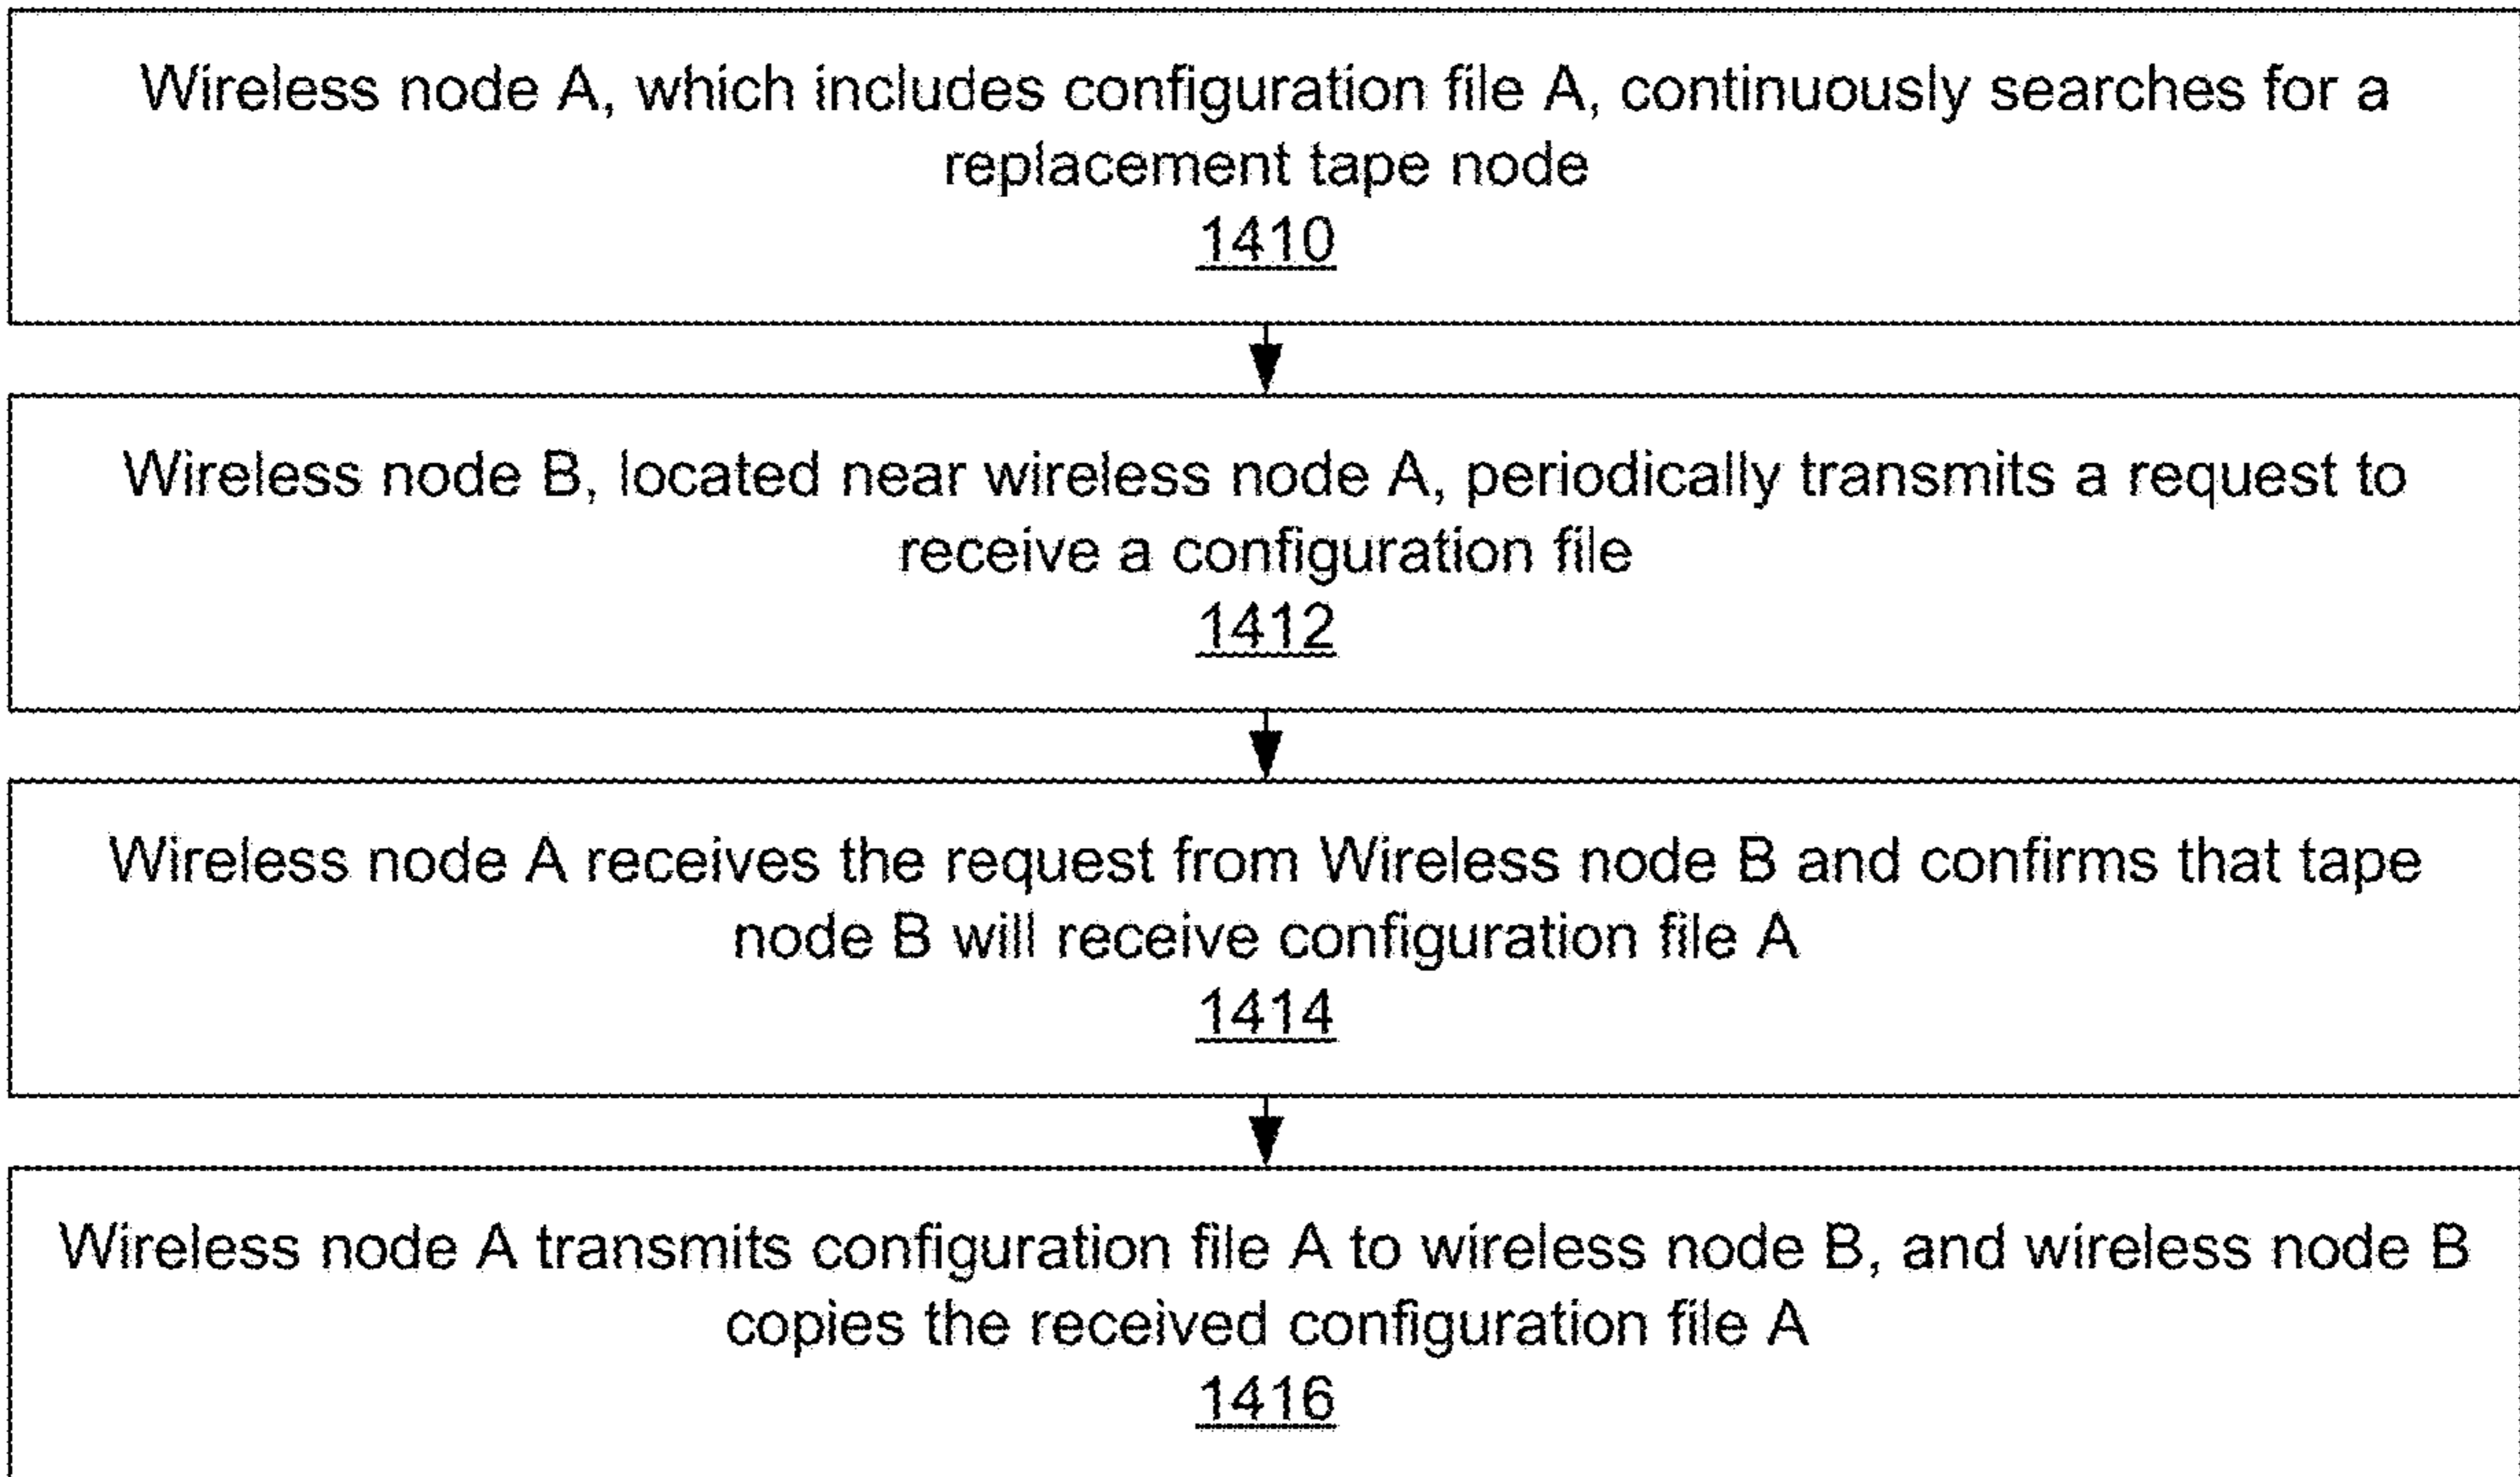 Wireless node A, which includes configuration file A, continuously searches for a
replacement tape node
1410
Wireless node B, located near wireless node A, periodically transmits a request to
receive a configuration file
1412
Wireless node A receives the request from Wireless node B and confirms that tape
node B will receive configuration file A
1414
Wireless node A transmits configuration file A to wireless node B, and wireless node B
copies the received configuration file A
1416